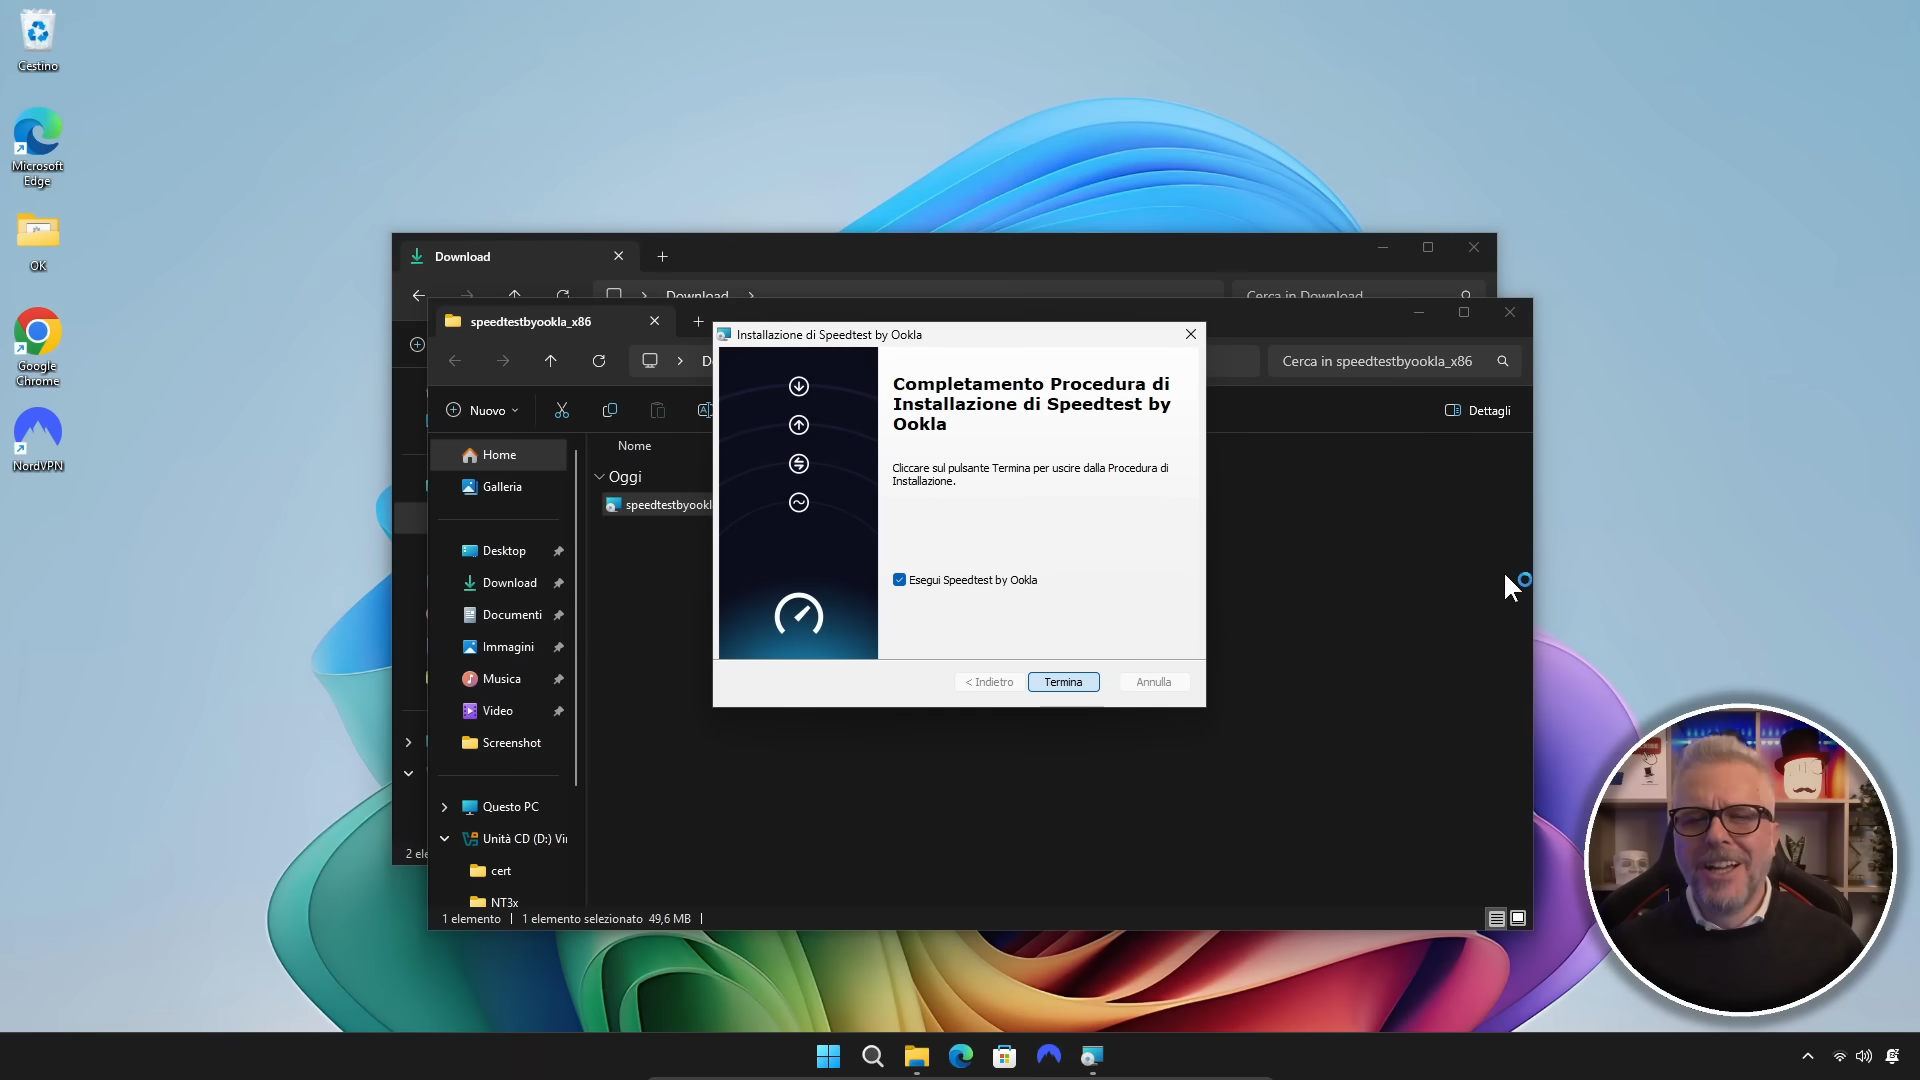 Cestino
Microsoft
Edge
OK
Google
Chrome
NordVPN
Download
Download
Cerca in Download
speedtestbyookla_x86
Cerca in speedtestbyookla_x86
Nuovo
Dettagli
Home
Galleria
Desktop
Download
Documenti
Immagini
Musica
Video
Screenshot
Questo PC
Unità CD (D:) Vir
cert
NT3x
Nome
Oggi
speedtestbyookl
2 ele
1 elemento
1 elemento selezionato 49,6 MB
Installazione di Speedtest by Ookla
Completamento Procedura di
Installazione di Speedtest by
Ookla
Cliccare sul pulsante Termina per uscire dalla Procedura di
Installazione.
Esegui Speedtest by Ookla
< Indietro
Termina
Annulla